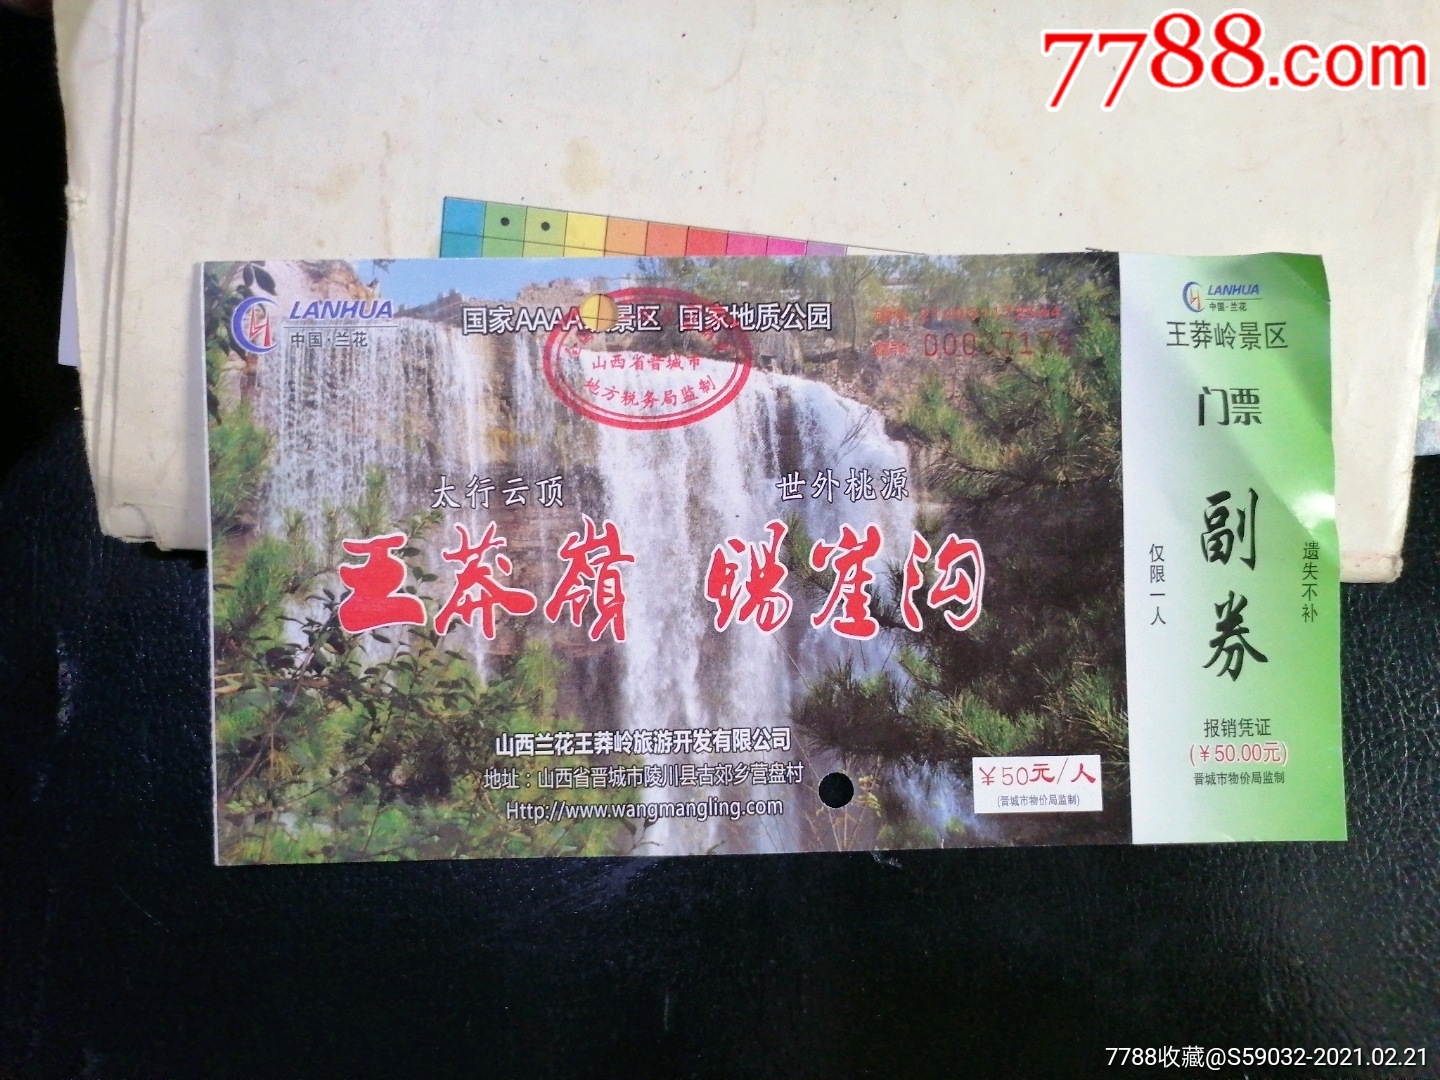 7788.com
LANHUA
中国·兰花
国家AAAA 景区 国家地质公园
山西省晋城市
地方税务局监制
太行云顶 世外桃源
王莽嶺 锡崖沟
山西兰花王莽岭旅游开发有限公司
地址：山西省晋城市陵川县古郊乡营盘村
Http://www.wangmangling.com
￥50元/人
(晋城市物价局监制)
LANHUA
中国·兰花
王莽岭景区
门票
副券
仅限一人
遗失不补
报销凭证
(￥50.00元)
晋城市物价局监制
7788收藏@S59032-2021.02.21